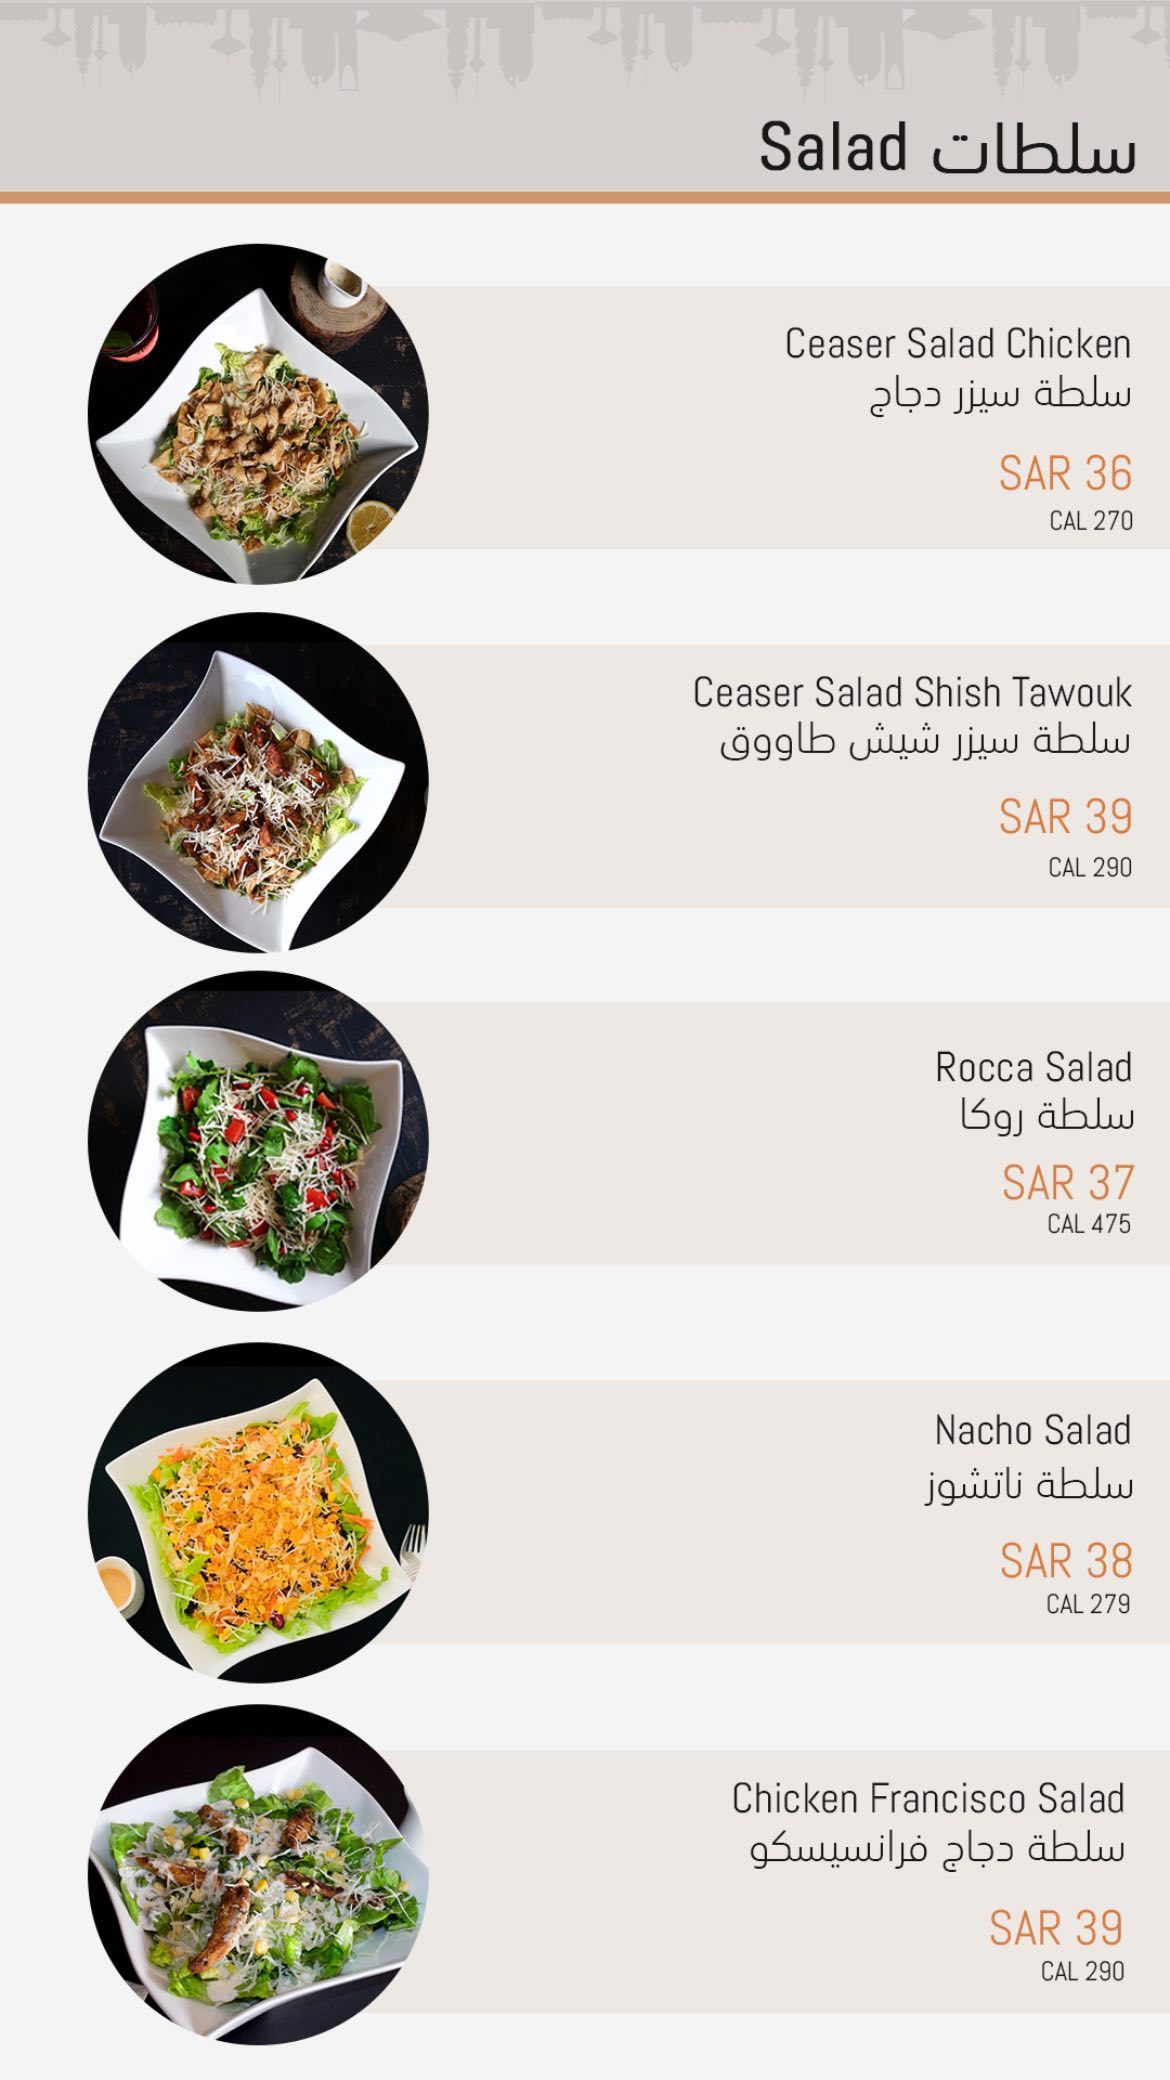 سلطات Salad
Ceaser Salad Chicken
سلطة سيزر دجاج
SAR 36
CAL 270
Ceaser Salad Shish Tawouk
سلطة سيزر شيش طاووق
SAR 39
CAL 290
Rocca Salad
سلطة روكا
SAR 37
CAL 475
Nacho Salad
سلطة ناتشوز
SAR 38
CAL 279
Chicken Francisco Salad
سلطة دجاج فرانسيسكو
SAR 39
CAL 290